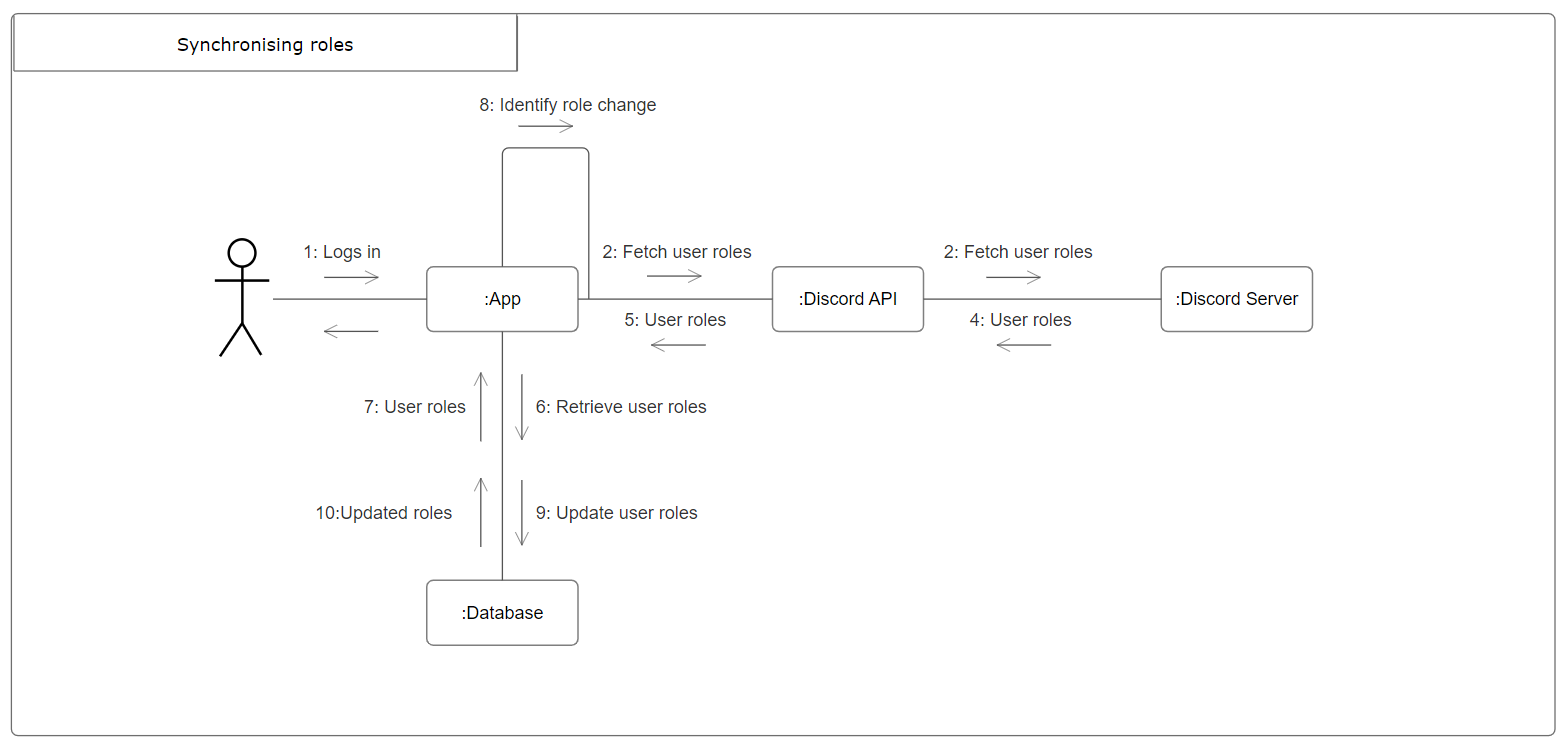 Synchronising roles
8: Identify role change
1: Logs in
2: Fetch user roles
2: Fetch user roles
:App
:Discord API
:Discord Server
5: User roles
4: User roles
7: User roles
6: Retrieve user roles
10:Updated roles
9: Update user roles
:Database